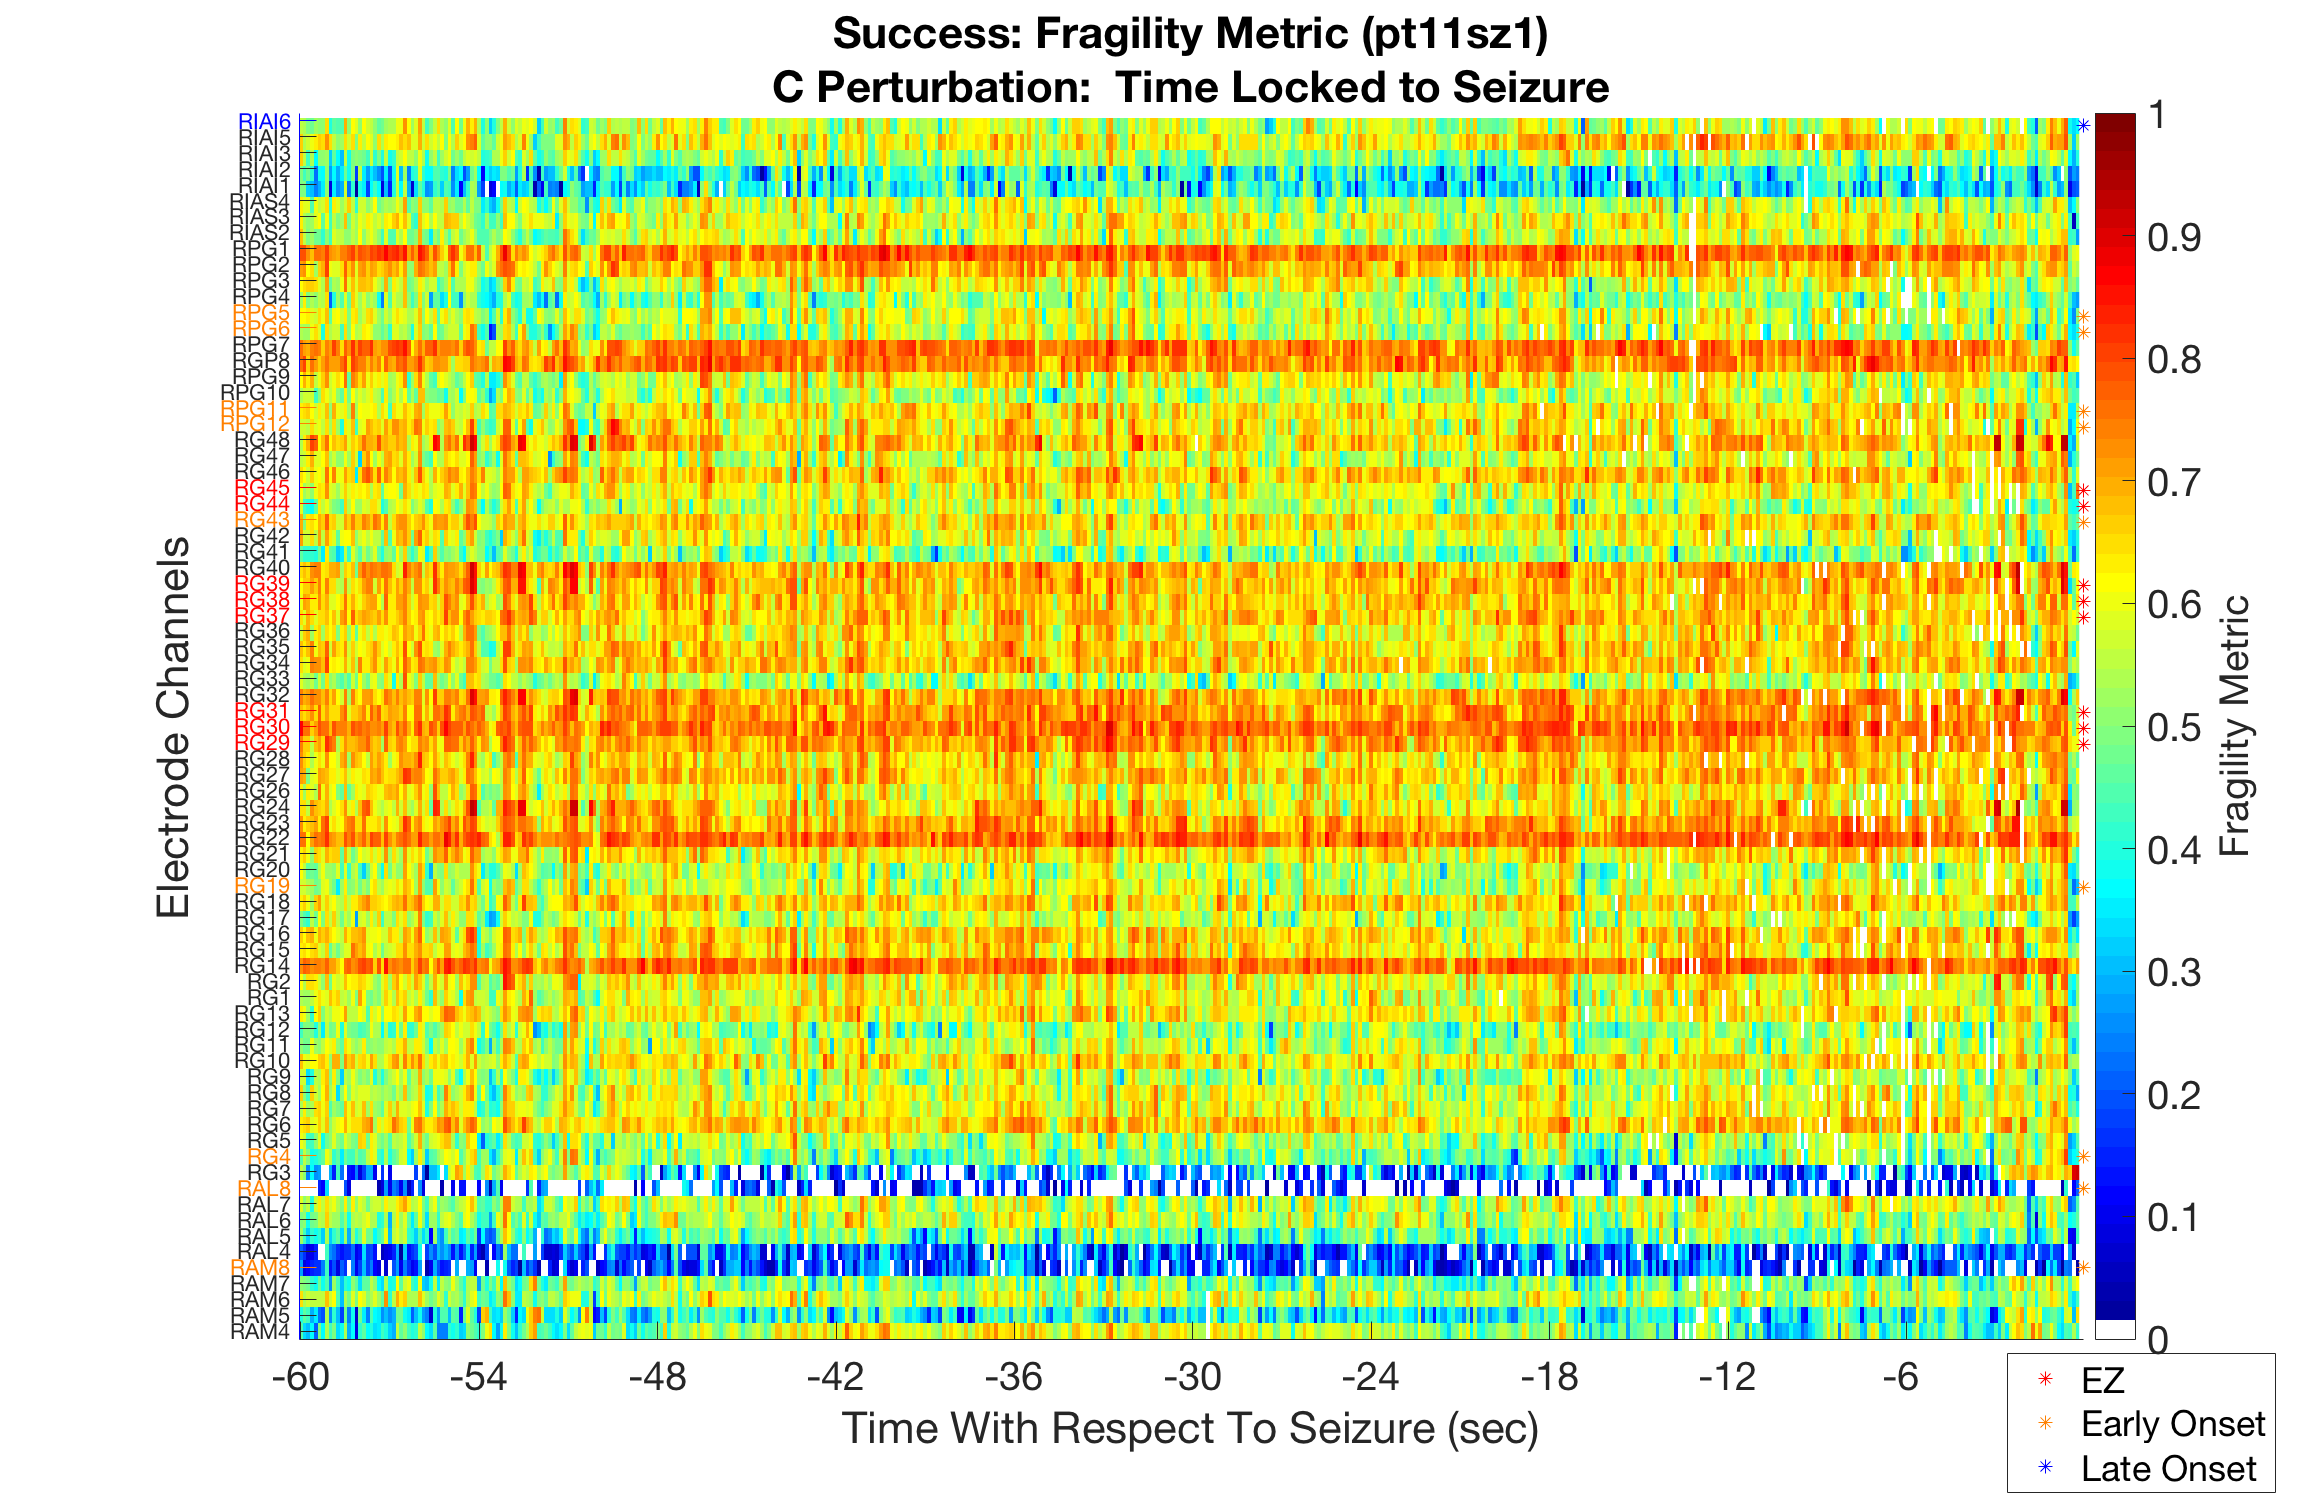 Success: Fragility Metric (pt11sz1)
C Perturbation:  Time Locked to Seizure
Electrode Channels
RIAI6
RIAI5
RIAI3
RIAI2
RIAI1
RIAS4
RIAS3
RIAS2
RPG1
RPG2
RPG3
RPG4
RPG5
RPG6
RPG7
RGP8
RPG9
RPG10
RPG11
RPG12
RG48
RG47
RG46
RG45
RG44
RG43
RG42
RG41
RG40
RG39
RG38
RG37
RG36
RG35
RG34
RG33
RG32
RG31
RG30
RG29
RG28
RG27
RG26
RG24
RG23
RG22
RG21
RG20
RG19
RG18
RG17
RG16
RG15
RG14
RG2
RG1
RG13
RG12
RG11
RG10
RG9
RG8
RG7
RG6
RG5
RG4
RG3
RAL8
RAL7
RAL6
RAL5
RAL4
RAM8
RAM7
RAM6
RAM5
RAM4
-60 -54 -48 -42 -36 -30 -24 -18 -12 -6
Time With Respect To Seizure (sec)
1
0.9
0.8
0.7
0.6
0.5
0.4
0.3
0.2
0.1
0
Fragility Metric
EZ
Early Onset
Late Onset